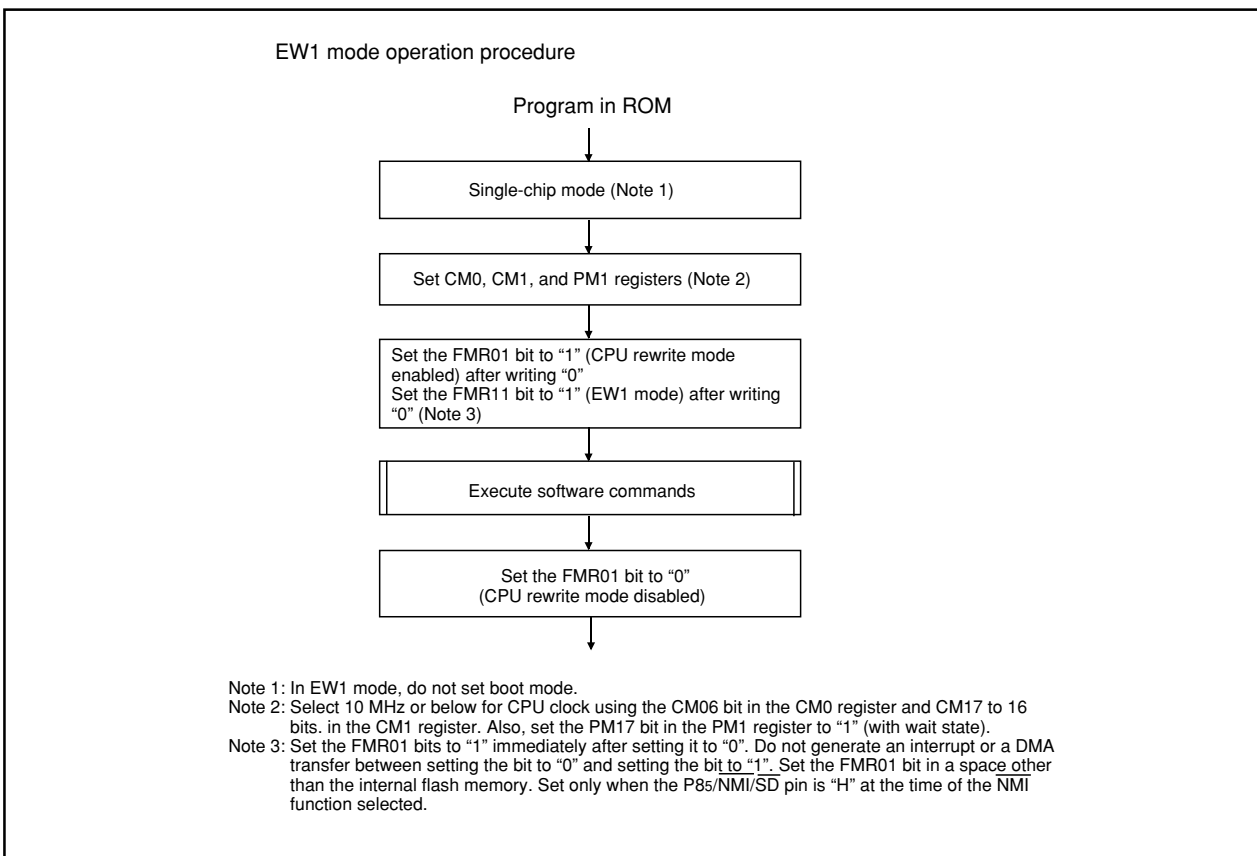 EW1 mode operation procedure
Program in ROM
Single-chip mode (Note 1)
Set CM0, CM1, and PM1 registers (Note 2)
Set the FMR01 bit to “1” (CPU rewrite mode
enabled) after writing “0”
Set the FMR11 bit to “1” (EW1 mode) after writing
“0” (Note 3)
Execute software commands
Set the FMR01 bit to “0”
(CPU rewrite mode disabled)
Note 1: In EW1 mode, do not set boot mode.
Note 2: Select 10 MHz or below for CPU clock using the CM06 bit in the CM0 register and CM17 to 16
bits. in the CM1 register. Also, set the PM17 bit in the PM1 register to “1” (with wait state).
Note 3: Set the FMR01 bits to “1” immediately after setting it to “0”. Do not generate an interrupt or a DMA
transfer between setting the bit to “0” and setting the bit to “1”. Set the FMR01 bit in a space other
than the internal flash memory. Set only when the P85/NMI/SD pin is “H” at the time of the NMI
function selected.